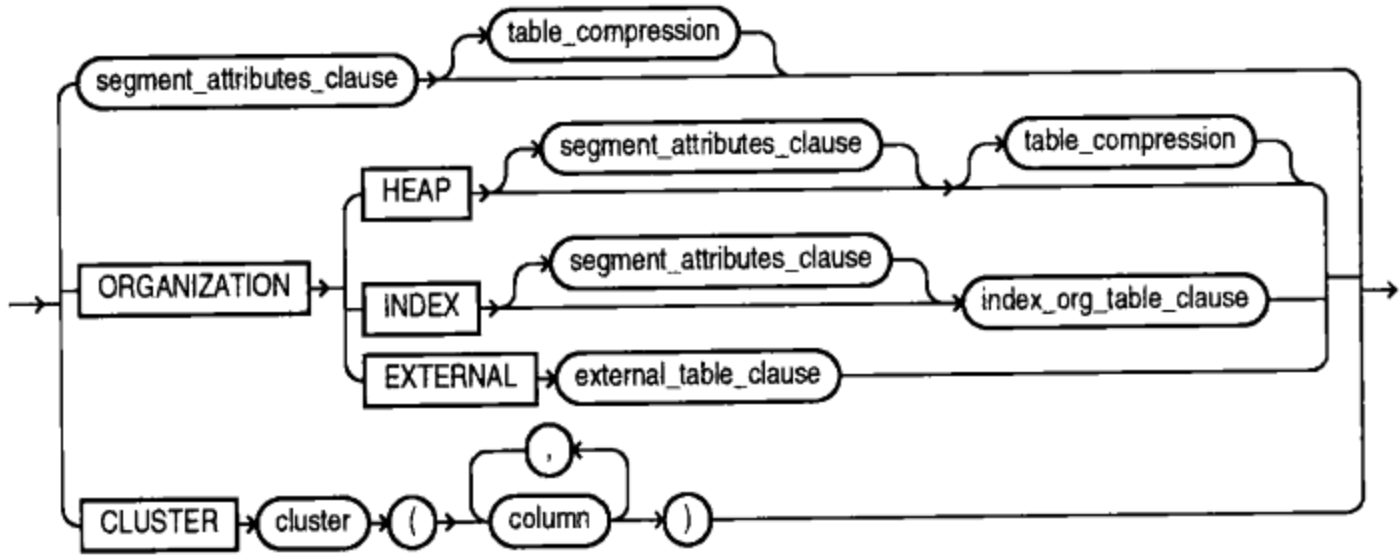 table_compression
segment_attributes_clause
segment_attributes_clause table_compression
HEAP
segment_attributes_clause
ORGANIZATION INDEX index_org_table_clause
EXTERNAL external_table_clause
,
CLUSTER cluster ( column )